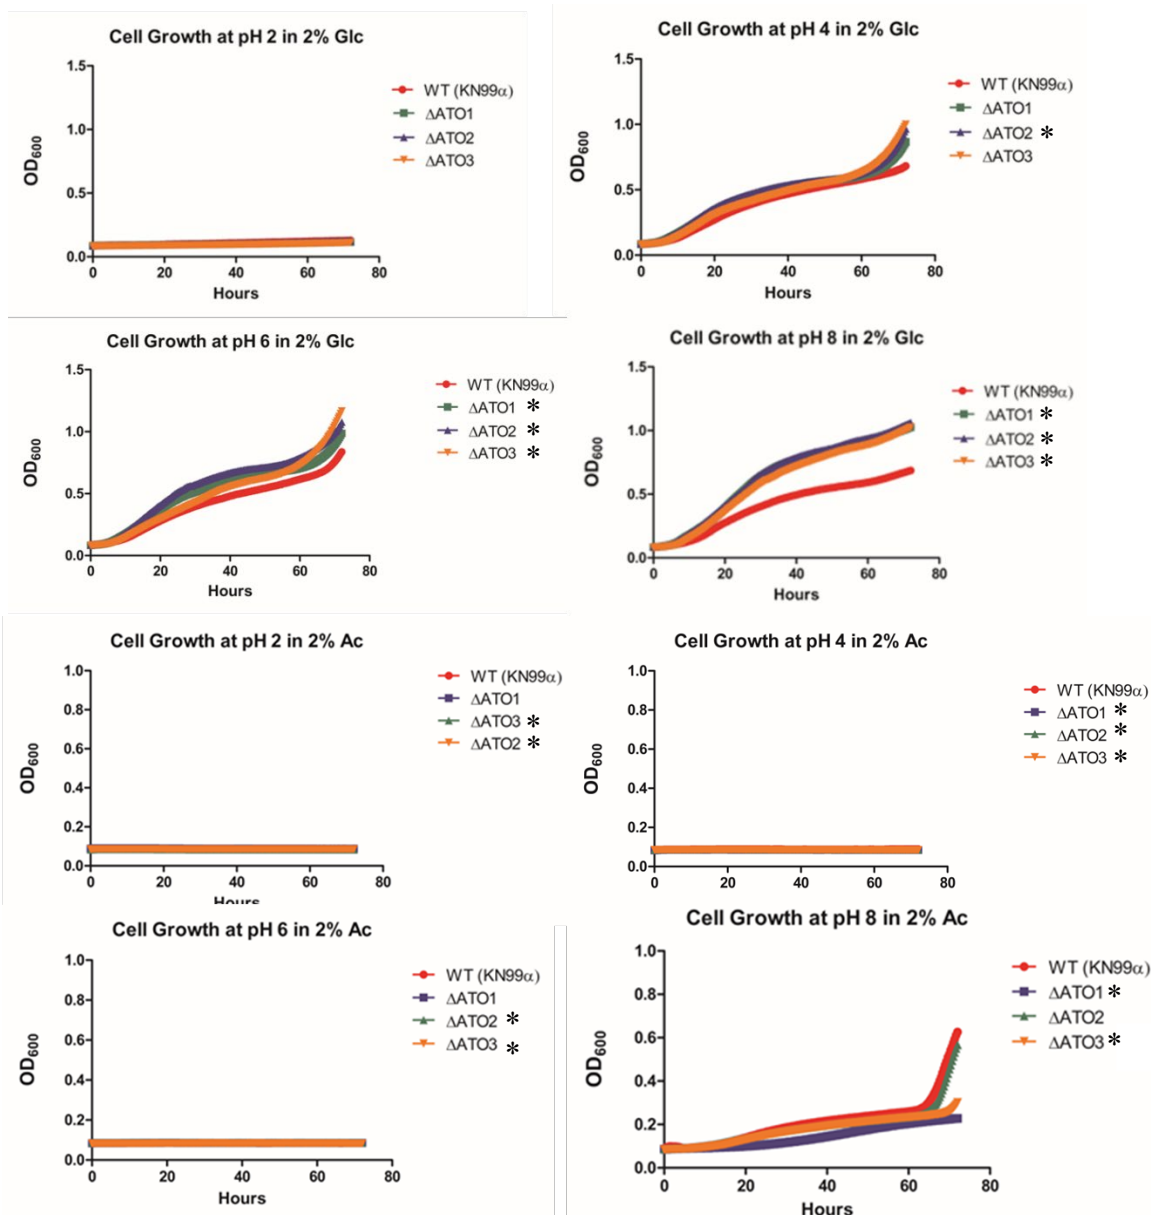 Cell Growth at pH 2 in 2% Glc
OD600
1.5
1.0
0.5
0.0
0 20 40 60 80
Hours
WT (KN99α)
ΔATO1
ΔATO2
ΔATO3
Cell Growth at pH 4 in 2% Glc
OD600
1.5
1.0
0.5
0.0
0 20 40 60 80
Hours
WT (KN99α)
ΔATO1
ΔATO2 *
ΔATO3
Cell Growth at pH 6 in 2% Glc
OD600
1.5
1.0
0.5
0.0
0 20 40 60 80
Hours
WT (KN99α)
ΔATO1 *
ΔATO2 *
ΔATO3 *
Cell Growth at pH 8 in 2% Glc
OD600
1.5
1.0
0.5
0.0
0 20 40 60 80
Hours
WT (KN99α)
ΔATO1 *
ΔATO2 *
ΔATO3 *
Cell Growth at pH 2 in 2% Ac
OD600
1.0
0.8
0.6
0.4
0.2
0.0
0 20 40 60 80
Hours
WT (KN99α)
ΔATO1
ΔATO3 *
ΔATO2 *
Cell Growth at pH 4 in 2% Ac
OD600
1.0
0.8
0.6
0.4
0.2
0.0
0 20 40 60 80
WT (KN99α)
ΔATO1 *
ΔATO2 *
ΔATO3 *
Cell Growth at pH 6 in 2% Ac
OD600
1.0
0.8
0.6
0.4
0.2
0.0
0 20 40 60 80
Hours
WT (KN99α)
ΔATO1
ΔATO2 *
ΔATO3 *
Cell Growth at pH 8 in 2% Ac
OD600
1.0
0.8
0.6
0.4
0.2
0.0
0 20 40 60 80
Hours
WT (KN99α)
ΔATO1 *
ΔATO2
ΔATO3 *